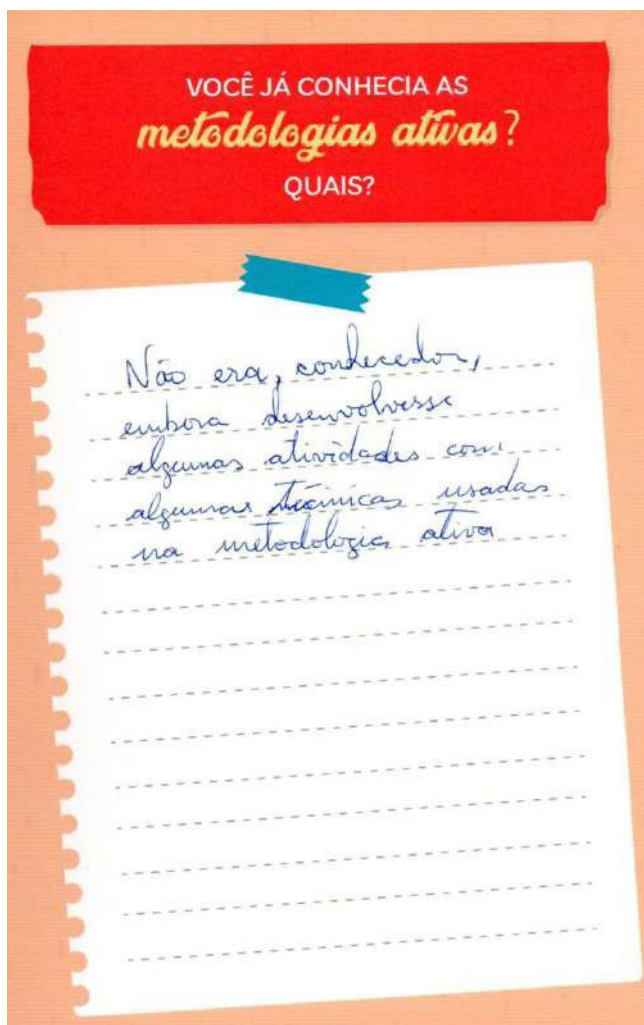 VOCÊ JÁ CONHECIA AS
metodologias ativas?
QUAIS?
Não era, conhecedor,
embora desenvolvesse
algumas atividades com
algumas técnicas usadas
na metodologia ativa